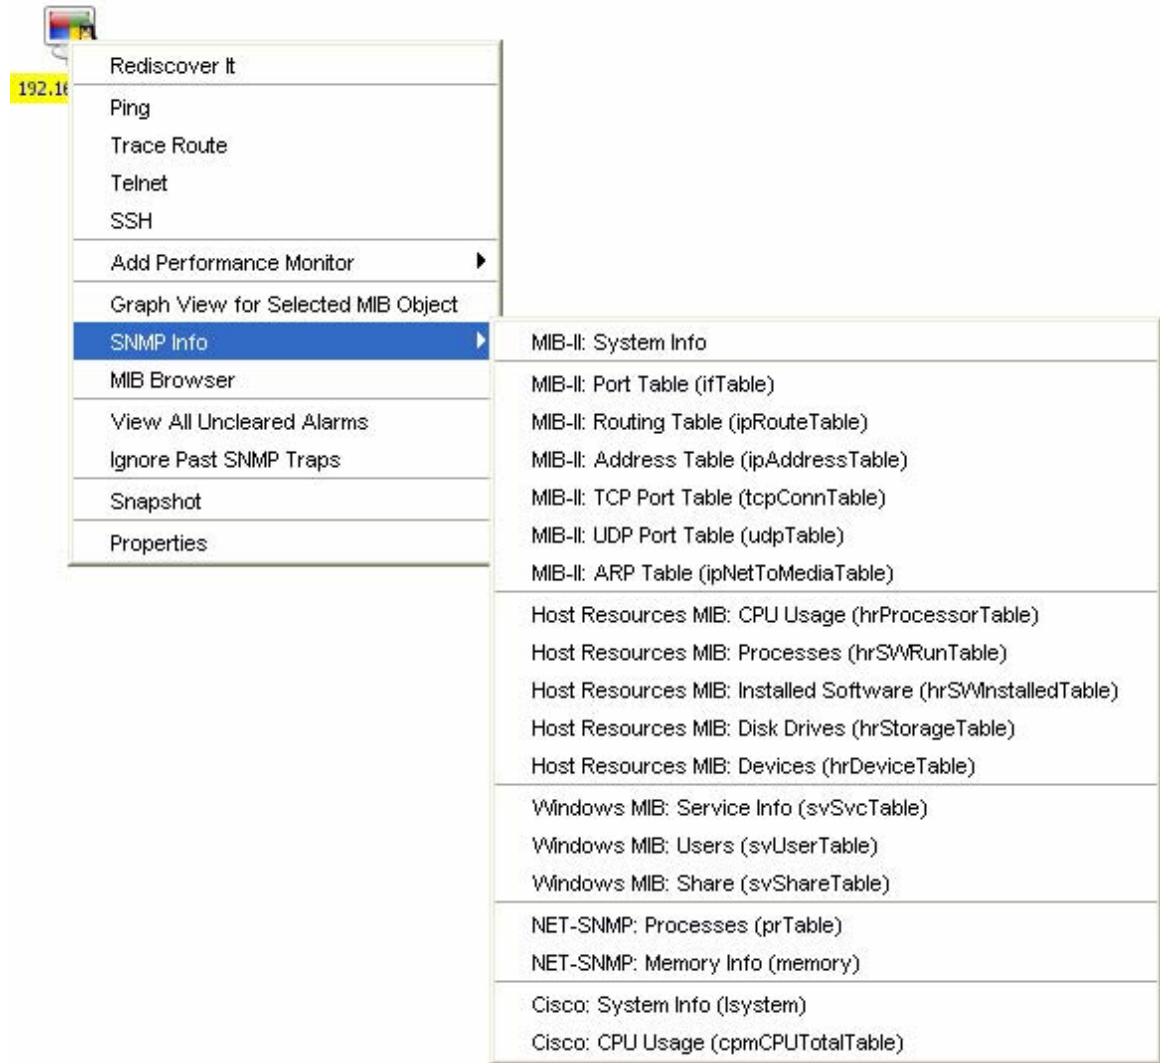 192.16
Rediscover It
Ping
Trace Route
Telnet
SSH
Add Performance Monitor
Graph View for Selected MIB Object
SNMP Info
MIB Browser
View All Uncleared Alarms
Ignore Past SNMP Traps
Snapshot
Properties
MIB-II: System Info
MIB-II: Port Table (ifTable)
MIB-II: Routing Table (ipRouteTable)
MIB-II: Address Table (ipAddressTable)
MIB-II: TCP Port Table (tcpConnTable)
MIB-II: UDP Port Table (udpTable)
MIB-II: ARP Table (ipNetToMediaTable)
Host Resources MIB: CPU Usage (hrProcessorTable)
Host Resources MIB: Processes (hrSWRunTable)
Host Resources MIB: Installed Software (hrSWInstalledTable)
Host Resources MIB: Disk Drives (hrStorageTable)
Host Resources MIB: Devices (hrDeviceTable)
Windows MIB: Service Info (svSvcTable)
Windows MIB: Users (svUserTable)
Windows MIB: Share (svShareTable)
NET-SNMP: Processes (prTable)
NET-SNMP: Memory Info (memory)
Cisco: System Info (lsystem)
Cisco: CPU Usage (cpmCPUTotalTable)